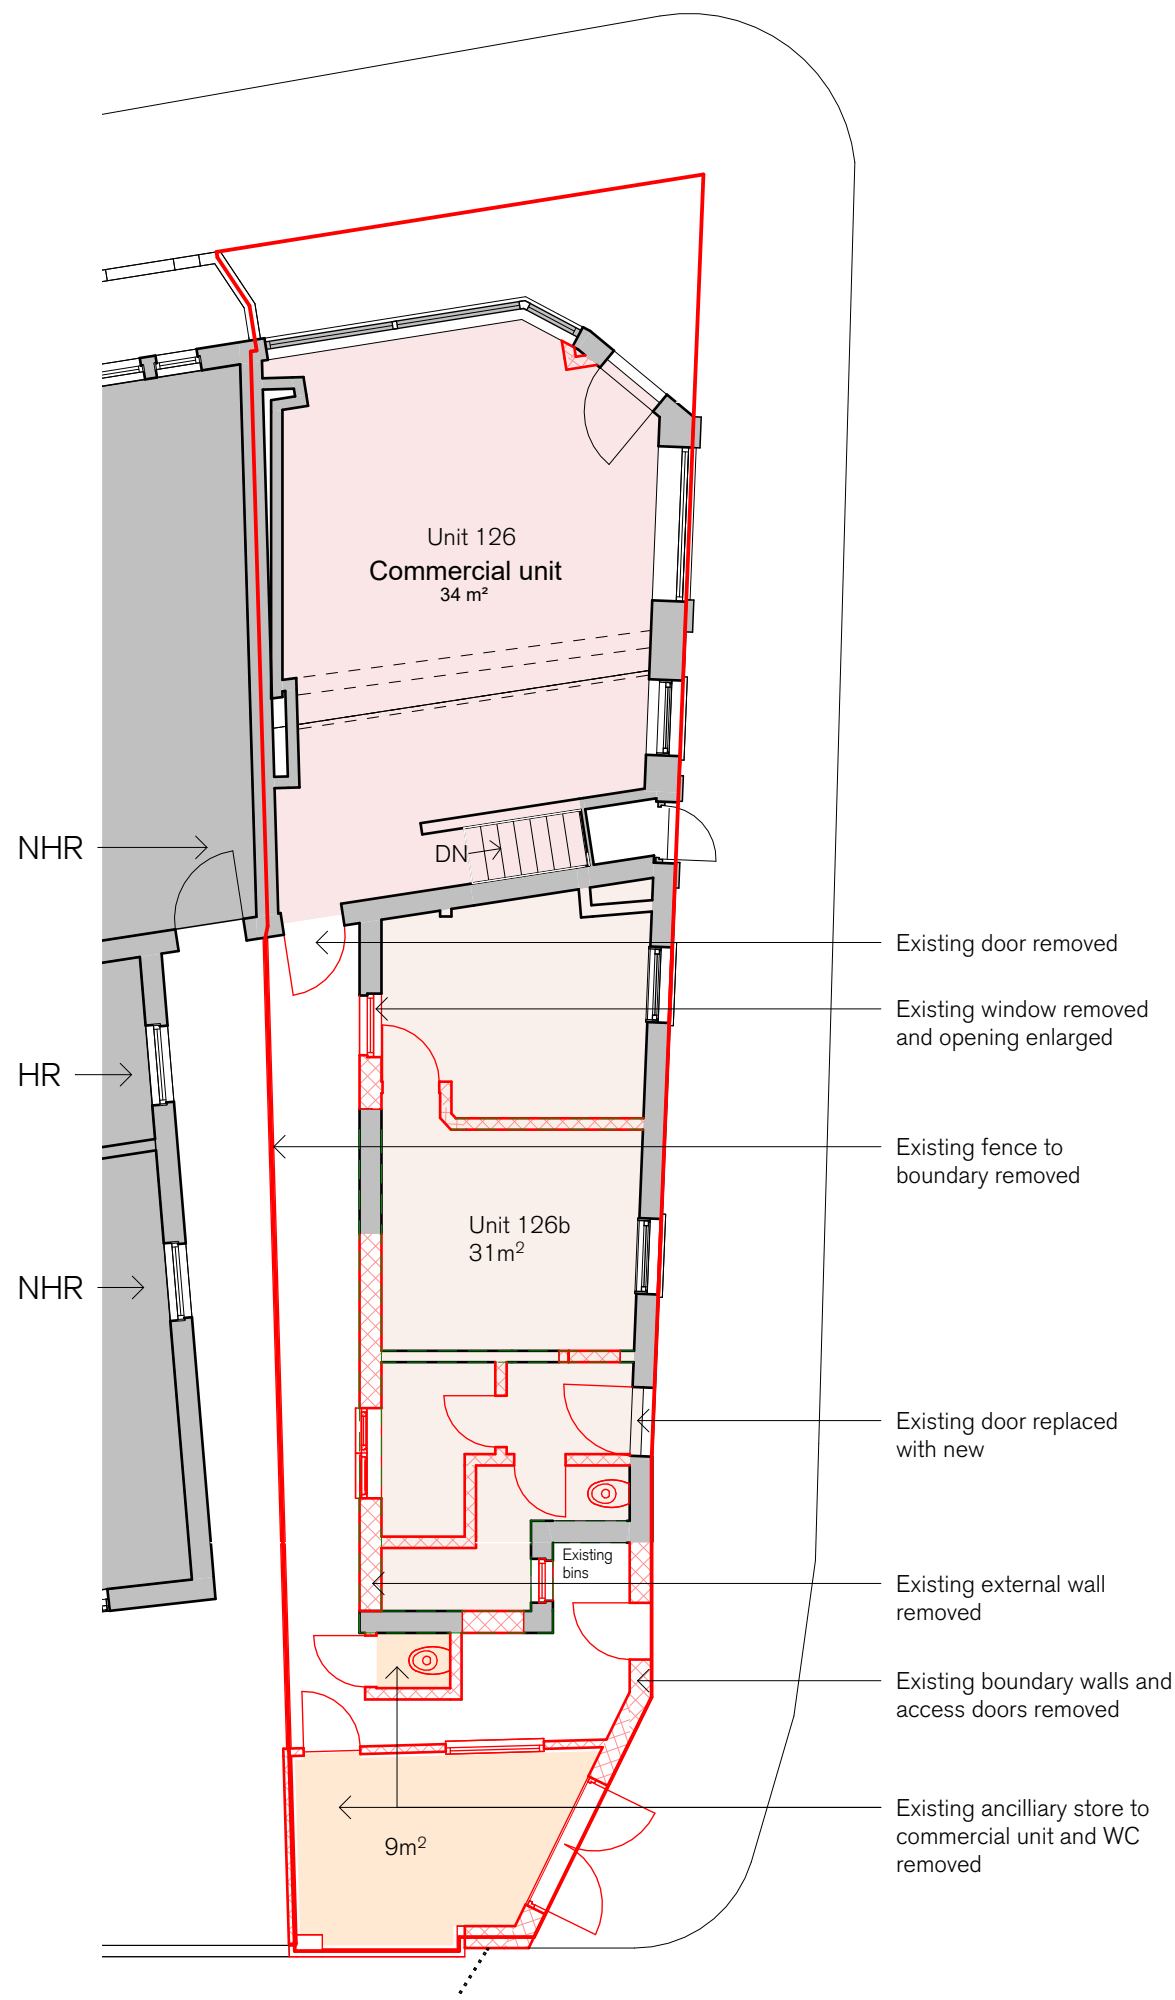 Unit 126
Commercial unit
34 m²
NHR
DN
Existing door removed
Existing window removed
and opening enlarged
HR
Existing fence to
boundary removed
Unit 126b
31m²
NHR
Existing door replaced
with new
Existing
bins
Existing external wall
removed
Existing boundary walls and
access doors removed
Existing ancilliary store to
commercial unit and WC
removed
9m²